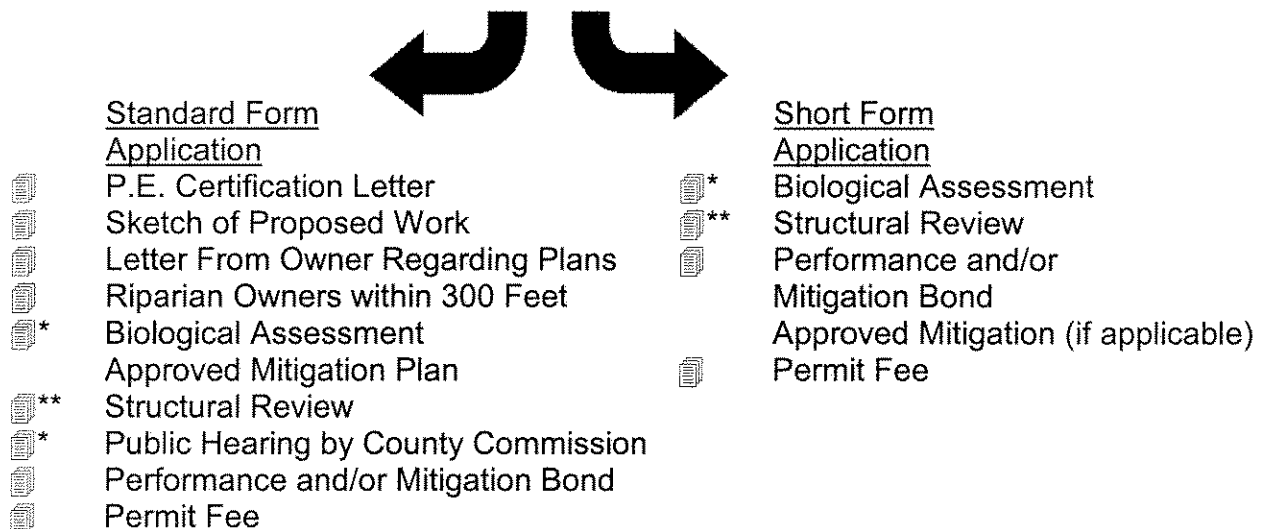 Standard Form
Application
P.E. Certification Letter
Sketch of Proposed Work
Letter From Owner Regarding Plans
Riparian Owners within 300 Feet
* Biological Assessment
Approved Mitigation Plan
** Structural Review
* Public Hearing by County Commission
Performance and/or Mitigation Bond
Permit Fee
Short Form
Application
* Biological Assessment
** Structural Review
Performance and/or
Mitigation Bond
Approved Mitigation (if applicable)
Permit Fee